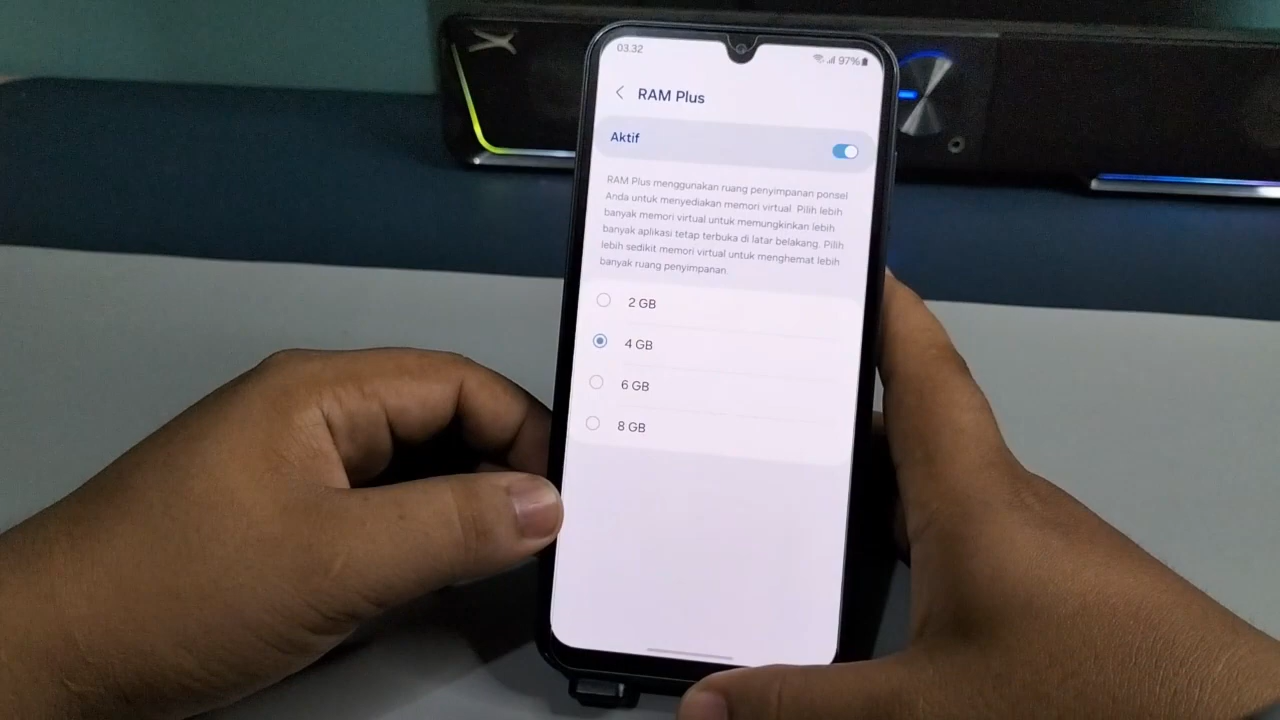 03.32
97%
RAM Plus
Aktif
RAM Plus menggunakan ruang penyimpanan ponsel
Anda untuk menyediakan memori virtual. Pilih lebih
banyak memori virtual untuk memungkinkan lebih
banyak aplikasi tetap terbuka di latar belakang. Pilih
lebih sedikit memori virtual untuk menghemat lebih
banyak ruang penyimpanan.
2 GB
4 GB
6 GB
8 GB